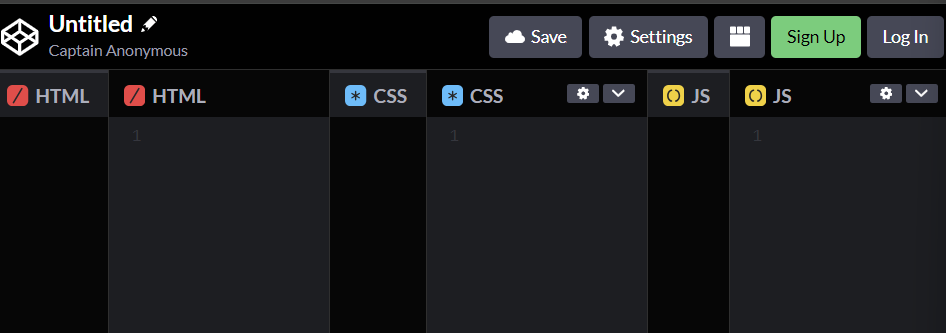 Untitled
Captain Anonymous
Save
Settings
Sign Up
Log In
HTML
HTML
CSS
CSS
JS
JS
1
1
1